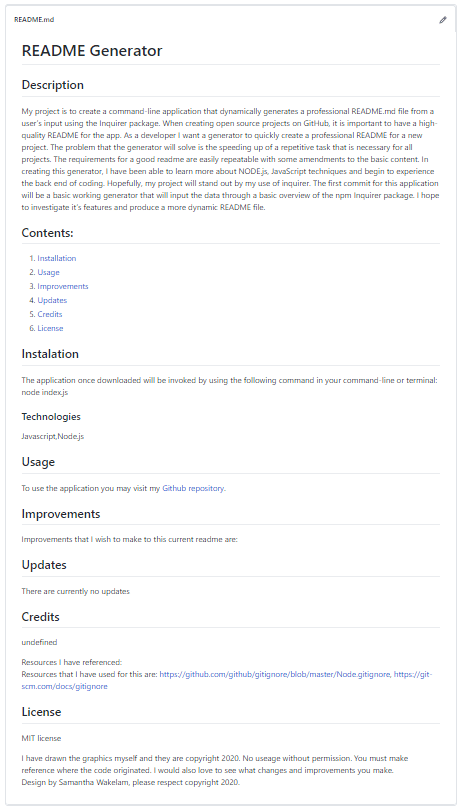 README.md
README Generator
Description
My project is to create a command-line application that dynamically generates a professional README.md file from a
user's input using the Inquirer package. When creating open source projects on GitHub, it is important to have a high-
quality README for the app. As a developer I want a generator to quickly create a professional README for a new
project. The problem that the generator will solve is the speeding up of a repetitive task that is necessary for all
projects. The requirements for a good readme are easily repeatable with some amendments to the basic content. In
creating this generator, I have been able to learn more about NODE.js, JavaScript techniques and begin to experience
the back end of coding. Hopefully, my project will stand out by my use of inquirer. The first commit for this application
will be a basic working generator that will input the data through a basic overview of the npm Inquirer package. I hope
to investigate it's features and produce a more dynamic README file.
Contents:
1. Installation
2. Usage
3. Improvements
4. Updates
5. Credits
6. License
Instalation
The application once downloaded will be invoked by using the following command in your command-line or terminal:
node index.js
Technologies
Javascript,Node.js
Usage
To use the application you may visit my Github repository.
Improvements
Improvements that I wish to make to this current readme are:
Updates
There are currently no updates
Credits
undefined
Resources I have referenced:
Resources that I have used for this are: https://github.com/github/gitignore/blob/master/Node.gitignore, https://git-
scm.com/docs/gitignore
License
MIT license
I have drawn the graphics myself and they are copyright 2020. No useage without permission. You must make
reference where the code originated. I would also love to see what changes and improvements you make.
Design by Samantha Wakelam, please respect copyright 2020.